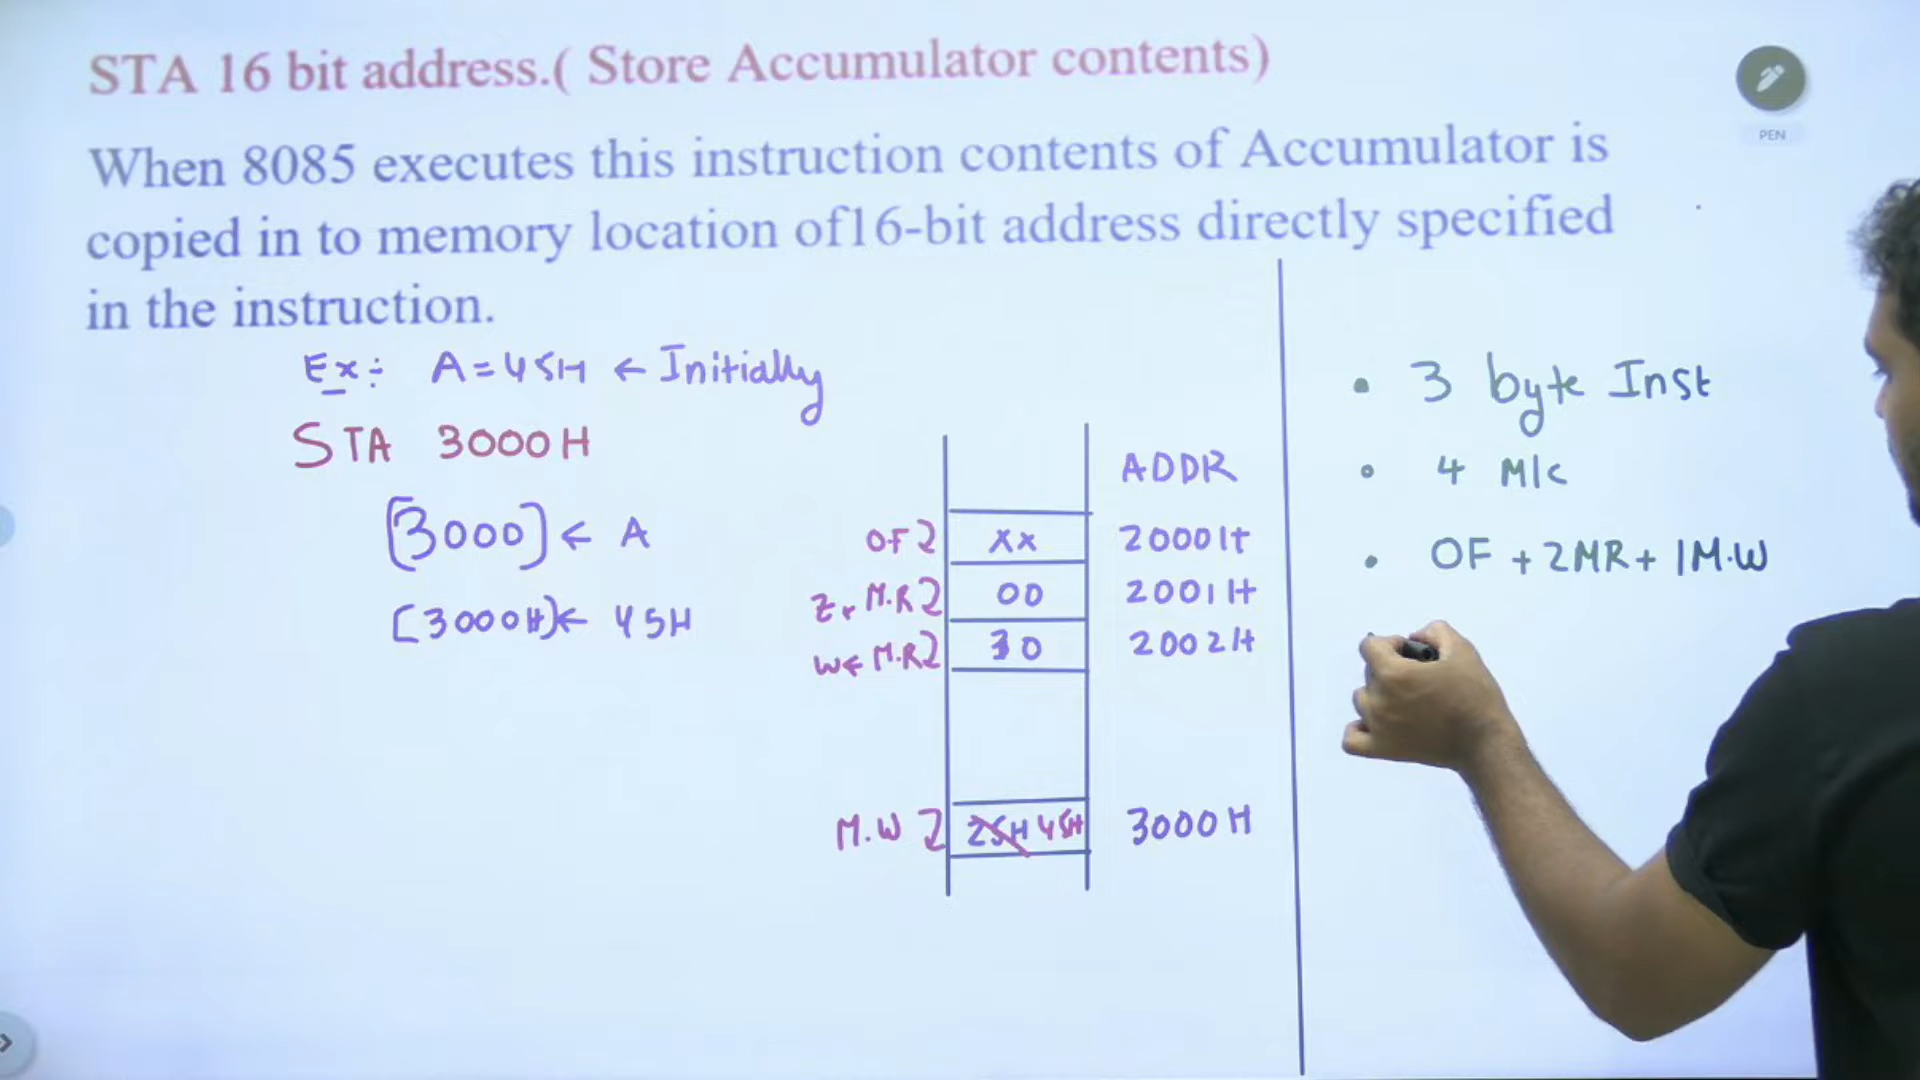 STA 16 bit address.( Store Accumulator contents)
PEN
When 8085 executes this instruction contents of Accumulator is
copied in to memory location of16-bit address directly specified
in the instruction.
Ex: A=45H ← Initially
STA 3000H
[3000] ← A
[3000H] ← 45H
ADDR
OF XX 2000H
Z← M.R 00 2001H
W← M.R 30 2002H
M.W 25H 45H 3000H
• 3 byte Inst
• 4 M/c
• OF + 2MR + 1M.W